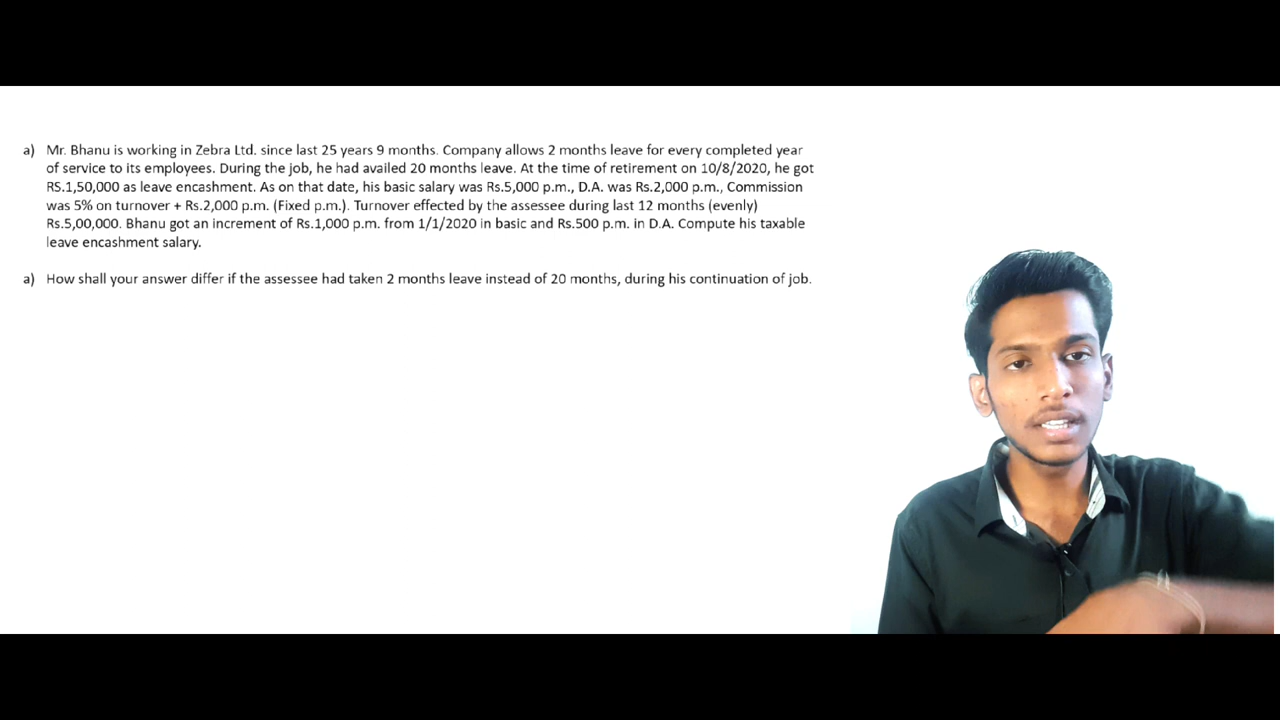 a) Mr. Bhanu is working in Zebra Ltd. since last 25 years 9 months. Company allows 2 months leave for every completed year
of service to its employees. During the job, he had availed 20 months leave. At the time of retirement on 10/8/2020, he got
RS.1,50,000 as leave encashment. As on that date, his basic salary was Rs.5,000 p.m., D.A. was Rs.2,000 p.m., Commission
was 5% on turnover + Rs.2,000 p.m. (Fixed p.m.). Turnover effected by the assessee during last 12 months (evenly)
Rs.5,00,000. Bhanu got an increment of Rs.1,000 p.m. from 1/1/2020 in basic and Rs.500 p.m. in D.A. Compute his taxable
leave encashment salary.
a) How shall your answer differ if the assessee had taken 2 months leave instead of 20 months, during his continuation of job.